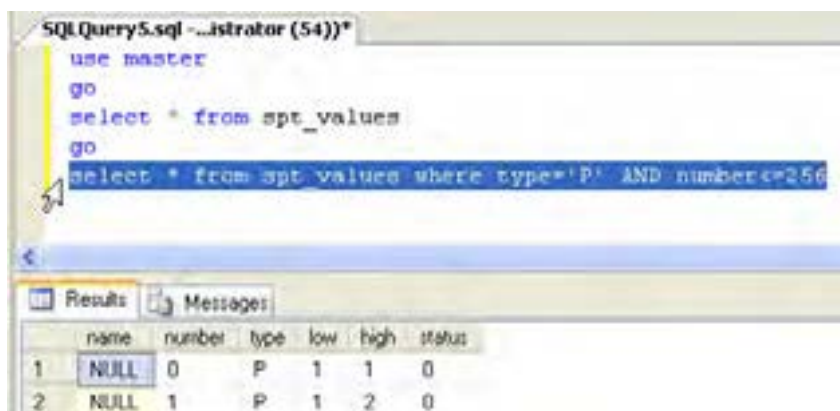 SQLQuery5.sql -...istrator (54))*
use master
go
select * from spt_values
go
select * from spt_values where type='P' AND number<=256
Results Messages
name number type low high status
1 NULL 0 P 1 1 0
2 NULL 1 P 1 2 0